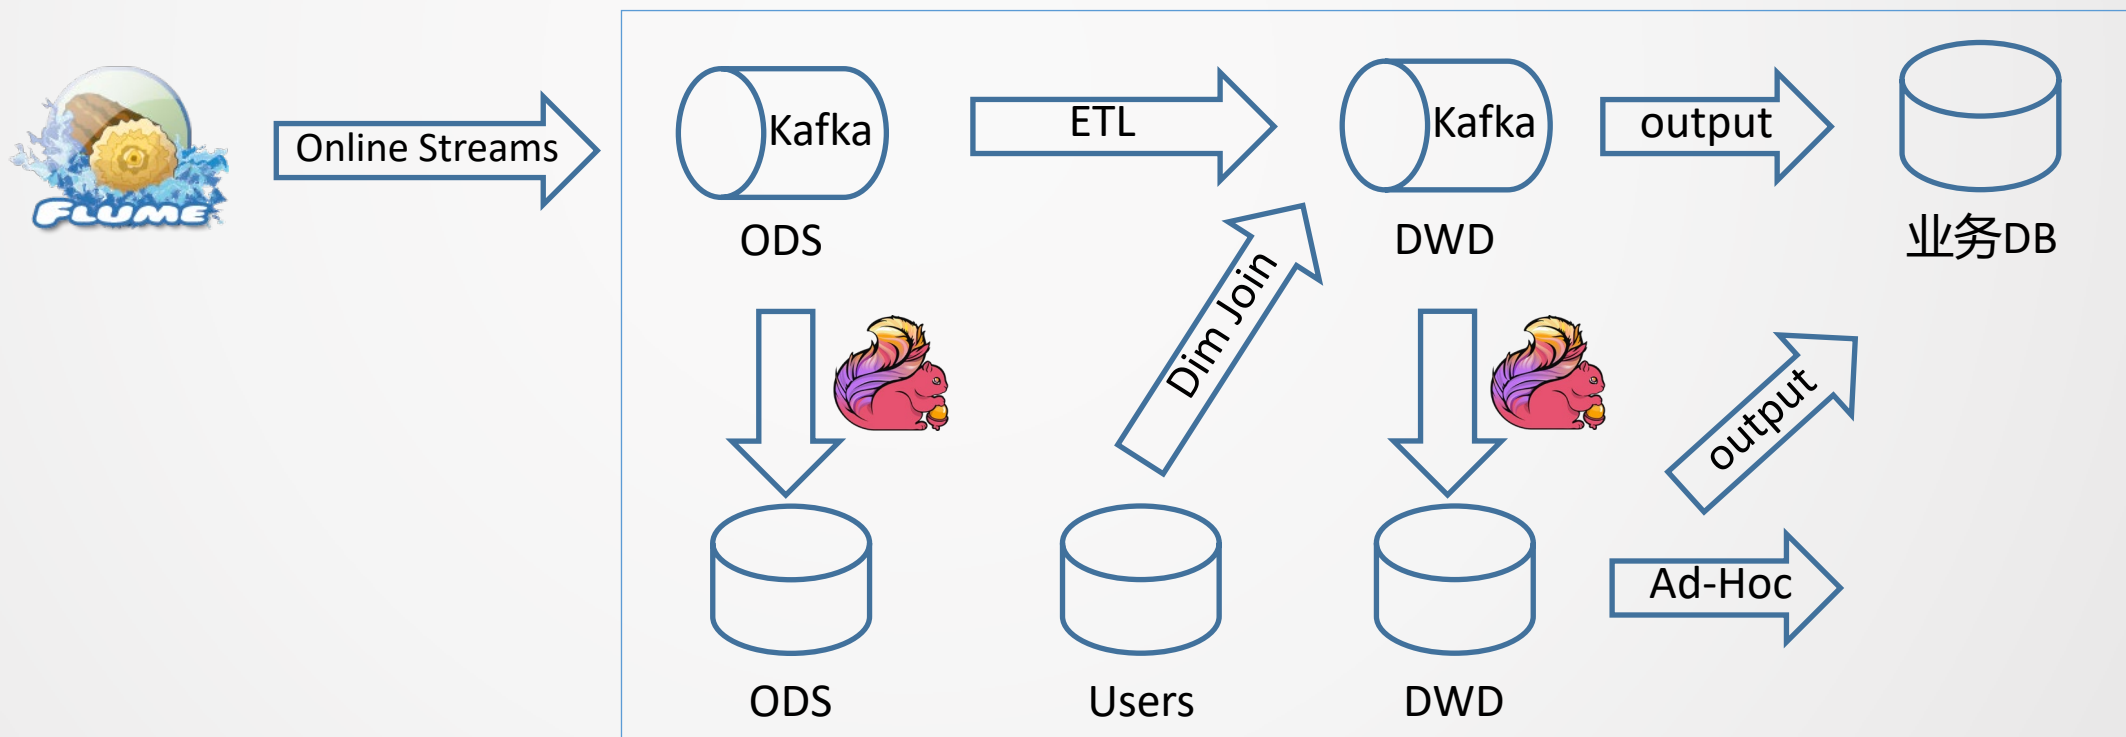 FLUME
Online Streams
Kafka
ETL
Kafka
output
ODS
DWD
业务DB
Dim Join
output
Ad-Hoc
ODS
Users
DWD